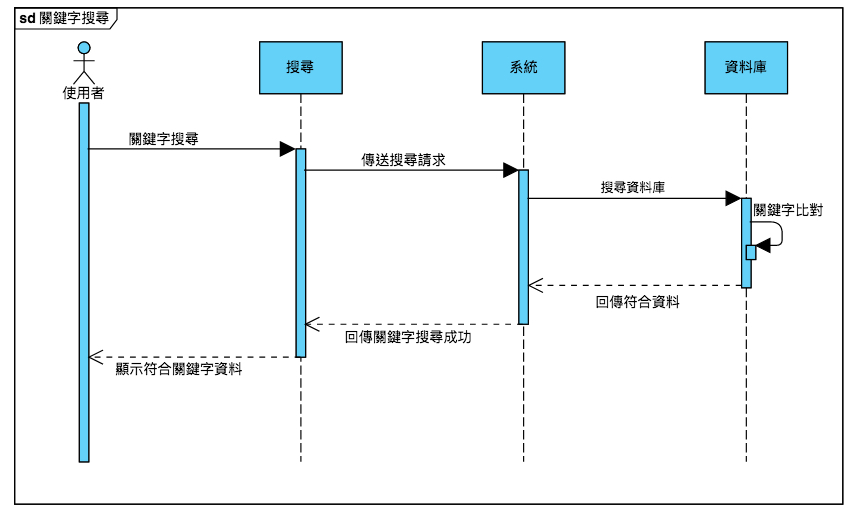 sd 關鍵字搜尋
使用者
搜尋
系統
資料庫
關鍵字搜尋
傳送搜尋請求
搜尋資料庫
關鍵字比對
回傳符合資料
回傳關鍵字搜尋成功
顯示符合關鍵字資料